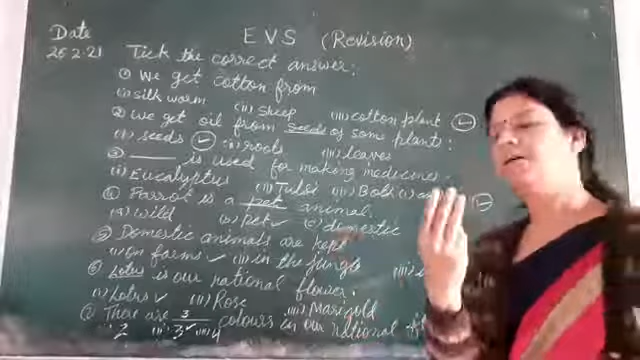 Date EVS (Revision)
26.2.21 Tick the correct answer:
① We get cotton from
(i) silk worm (ii) sheep (iii) cotton plant ✓
② We get oil from seeds of some plants:
(i) seeds ✓ (ii) roots (iii) leaves
③ ____ is used for making medicines.
(i) Eucalyptus (ii) Tulsi (iii) Both (i)
④ Parrot is a pet animal.
(a) wild (b) pet ✓ (c) domestic
⑤ Domestic animals are kept
(i) on farms ✓ (ii) in the jungle (iii)
⑥ Lotus is our national flower.
(i) Lotus ✓ (ii) Rose (iii) Marigold
There are 3 colours in our national
2 (ii) 3 ✓ (iii) 4